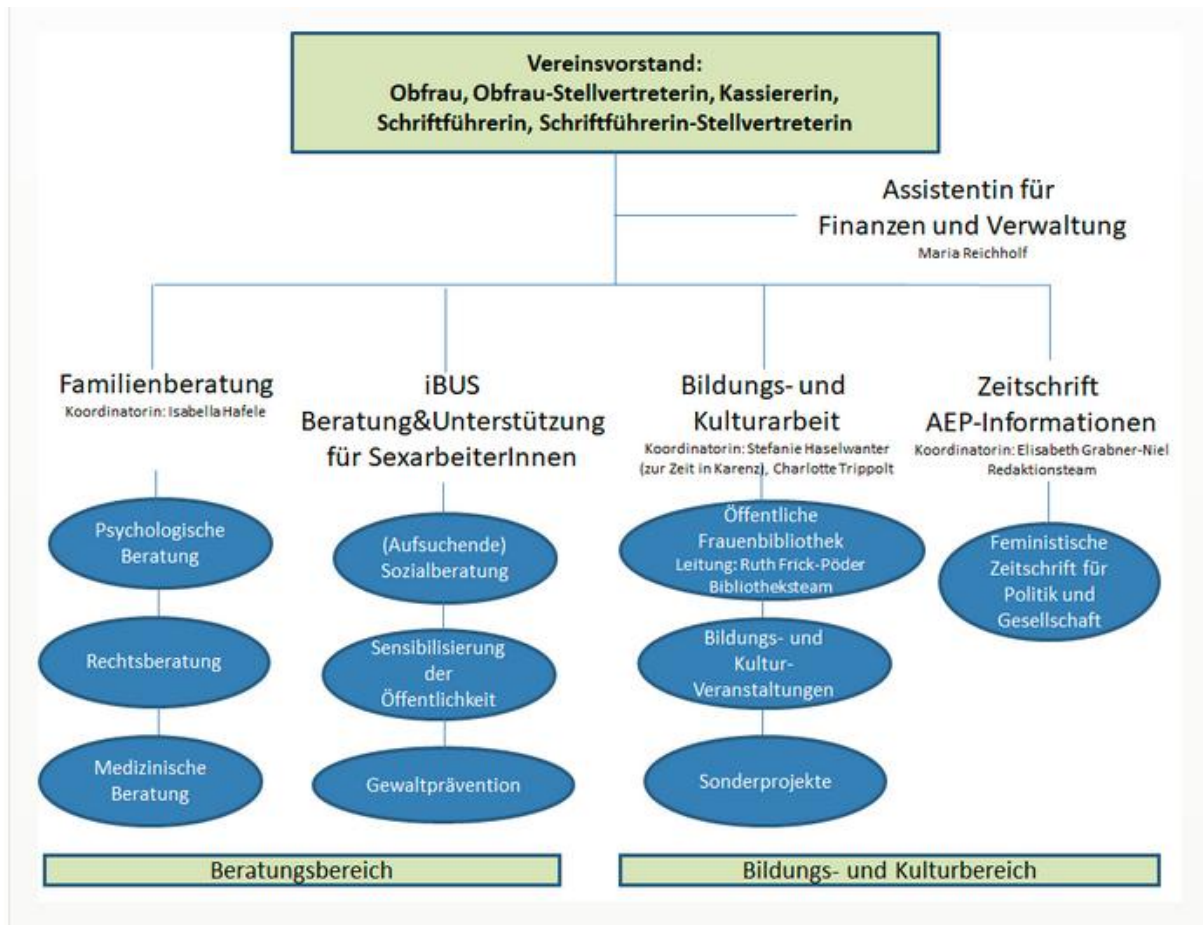 Vereinsvorstand:
Obfrau, Obfrau-Stellvertreterin, Kassiererin,
Schriftführerin, Schriftführerin-Stellvertreterin
Assistentin für
Finanzen und Verwaltung
Maria Reichholf
Familienberatung
Koordinatorin: Isabella Hafele
Psychologische
Beratung
Rechtsberatung
Medizinische
Beratung
iBUS
Beratung&Unterstützung
für SexarbeiterInnen
(Aufsuchende)
Sozialberatung
Sensibilisierung
der
Öffentlichkeit
Gewaltprävention
Bildungs- und
Kulturarbeit
Koordinatorin: Stefanie Haselwanter
(zur Zeit in Karenz), Charlotte Trippolt
Öffentliche
Frauenbibliothek
Leitung: Ruth Frick-Pöder
Bibliotheksteam
Bildungs- und
Kultur-
Veranstaltungen
Sonderprojekte
Zeitschrift
AEP-Informationen
Koordinatorin: Elisabeth Grabner-Niel
Redaktionsteam
Feministische
Zeitschrift für
Politik und
Gesellschaft
Beratungsbereich
Bildungs- und Kulturbereich